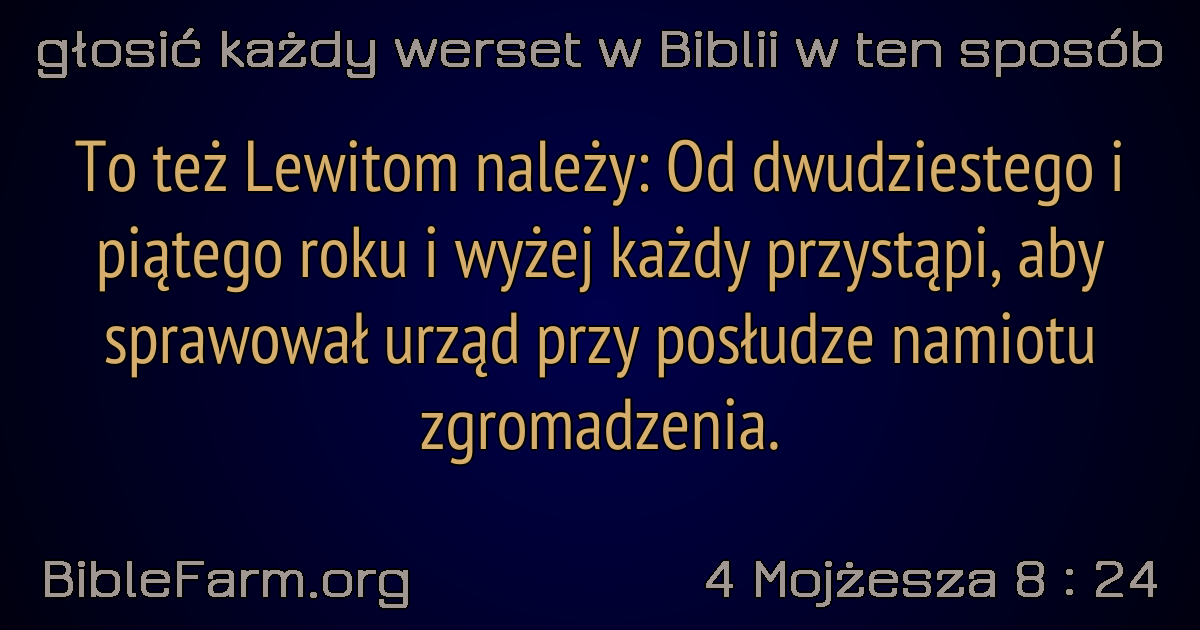 głosić każdy werset w Biblii w ten sposób
To też Lewitom należy: Od dwudziestego i
piątego roku i wyżej każdy przystąpi, aby
sprawował urząd przy posłudze namiotu
zgromadzenia.
BibleFarm.org
4 Mojżesza 8 : 24